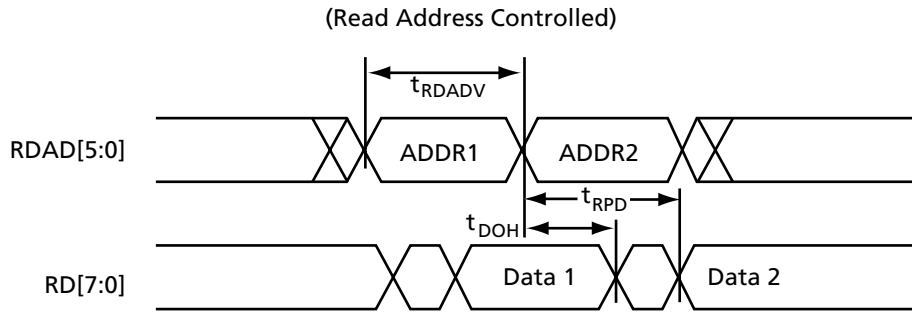 (Read Address Controlled)
tRDADV
RDAD[5:0]
ADDR1
ADDR2
tRPD
tDOH
RD[7:0]
Data 1
Data 2